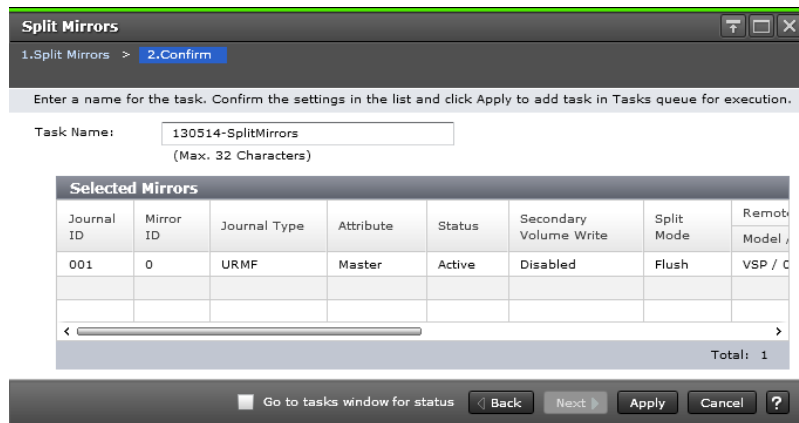 Split Mirrors
1.Split Mirrors > 2.Confirm
Enter a name for the task. Confirm the settings in the list and click Apply to add task in Tasks queue for execution.
Task Name: 130514-SplitMirrors
(Max. 32 Characters)
Selected Mirrors
Journal ID Mirror ID Journal Type Attribute Status Secondary Volume Write Split Mode
Model /
001 0 URMF Master Active Disabled Flush VSP /
Total: 1
Go to tasks window for status Back Next Apply Cancel ?